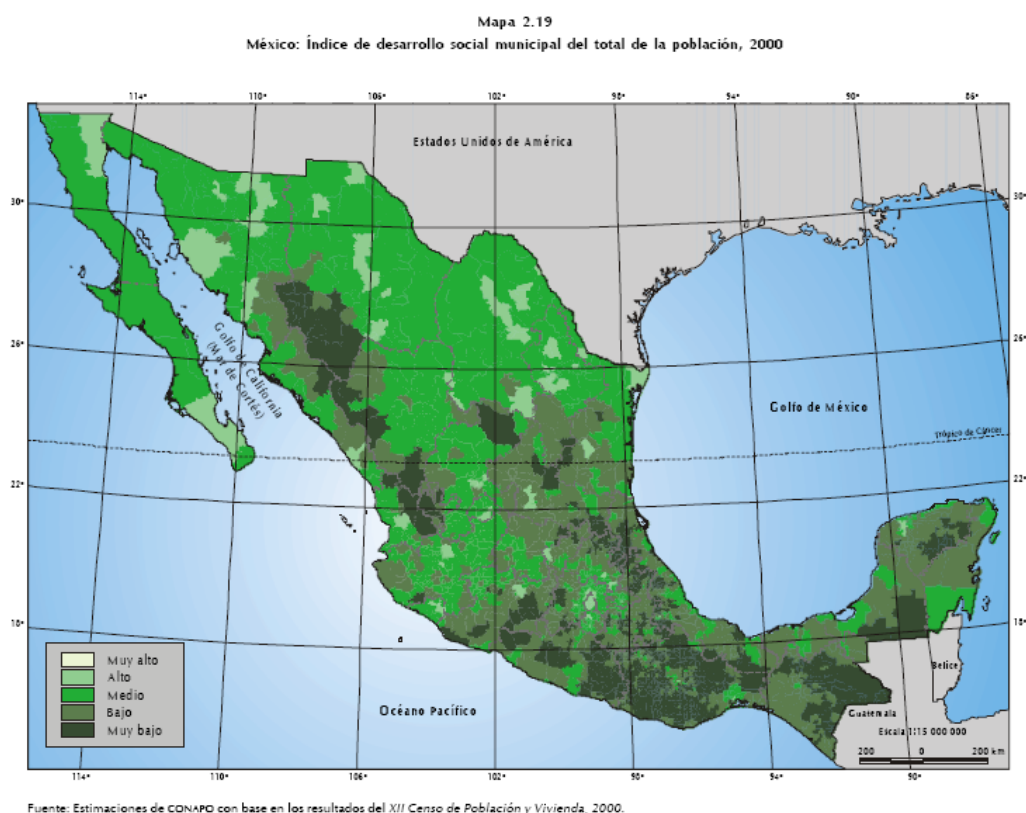 Mapa 2.19
México: Índice de desarrollo social municipal del total de la población, 2000
114° 110° 106° 102° 98° 94° 90° 86°
Estados Unidos de América
30° 30°
26° 26°
Golfo de California
(Mar de
Cortés)
Golfo de México
Trópico de Cáncer
22° 22°
18° 18°
Muy alto
Alto
Medio
Bajo
Muy bajo
Océano Pacífico
Belice
Guatemala
Escala 1:15 000 000
200 0 200 km
114° 110° 106° 102° 98° 94° 90°
Fuente: Estimaciones de CONAPO con base en los resultados del XII Censo de Población y Vivienda. 2000.